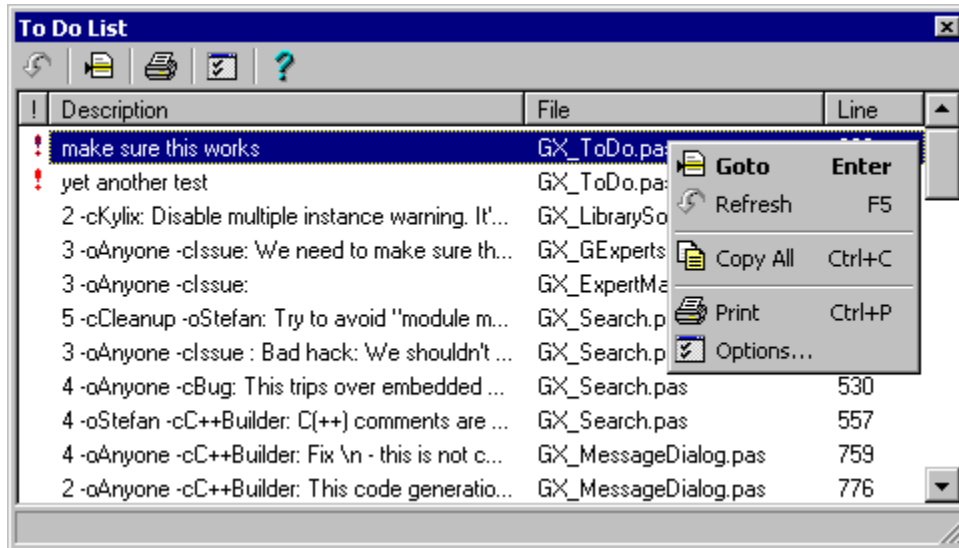 To Do List
! Description File Line
make sure this works GX_ToDo.pas
yet another test GX_ToDo.pas
2 -cKylix: Disable multiple instance warning. It'... GX_LibrarySo
3 -oAnyone -cIssue: We need to make sure th... GX_GExperts
3 -oAnyone -cIssue: GX_ExpertMa
5 -cCleanup -oStefan: Try to avoid "module m... GX_Search.p
3 -oAnyone -cIssue : Bad hack: We shouldn't ... GX_Search.p
4 -oAnyone -cBug: This trips over embedded ... GX_Search.pas 530
4 -oStefan -cC++Builder: C(++) comments are ... GX_Search.pas 557
4 -oAnyone -cC++Builder: Fix \n - this is not c... GX_MessageDialog.pas 759
2 -oAnyone -cC++Builder: This code generatio... GX_MessageDialog.pas 776
Goto Enter
Refresh F5
Copy All Ctrl+C
Print Ctrl+P
Options...